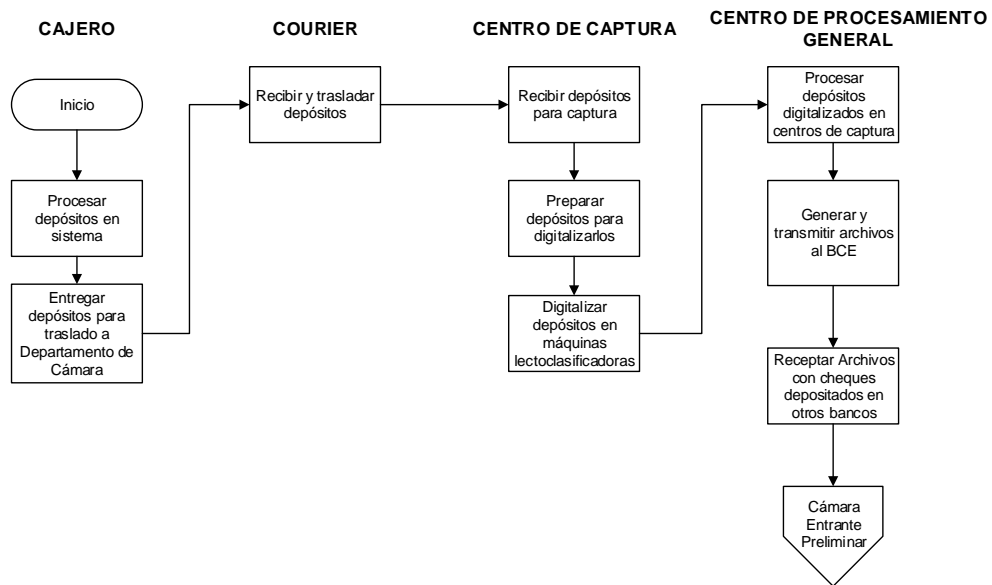 CAJERO
COURIER
CENTRO DE CAPTURA
CENTRO DE PROCESAMIENTO
GENERAL
Inicio
Procesar
depósitos en
sistema
Entregar
depósitos para
traslado a
Departamento de
Cámara
Recibir y trasladar
depósitos
Recibir depósitos
para captura
Preparar
depósitos para
digitalizarlos
Digitalizar
depósitos en
máquinas
lectoclasificadoras
Procesar
depósitos
digitalizados en
centros de captura
Generar y
transmitir archivos
al BCE
Receptar Archivos
con cheques
depositados en
otros bancos
Cámara
Entrante
Preliminar